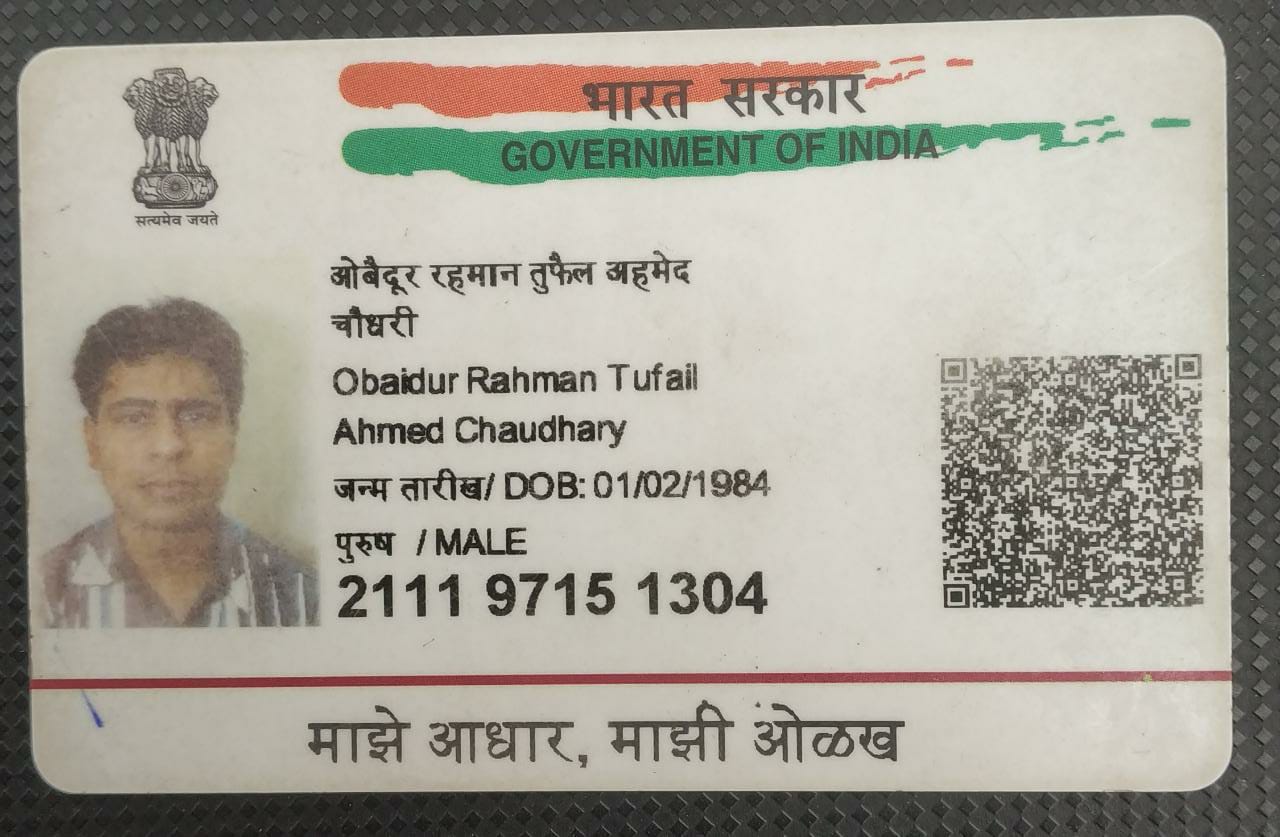 भारत सरकार
GOVERNMENT OF INDIA
सत्यमेव जयते
ओबैदूर रहमान तुफैल अहमेद
चौधरी
Obaidur Rahman Tufail
Ahmed Chaudhary
जन्म तारीख/ DOB: 01/02/1984
पुरुष / MALE
2111 9715 1304
माझे आधार, माझी ओळख